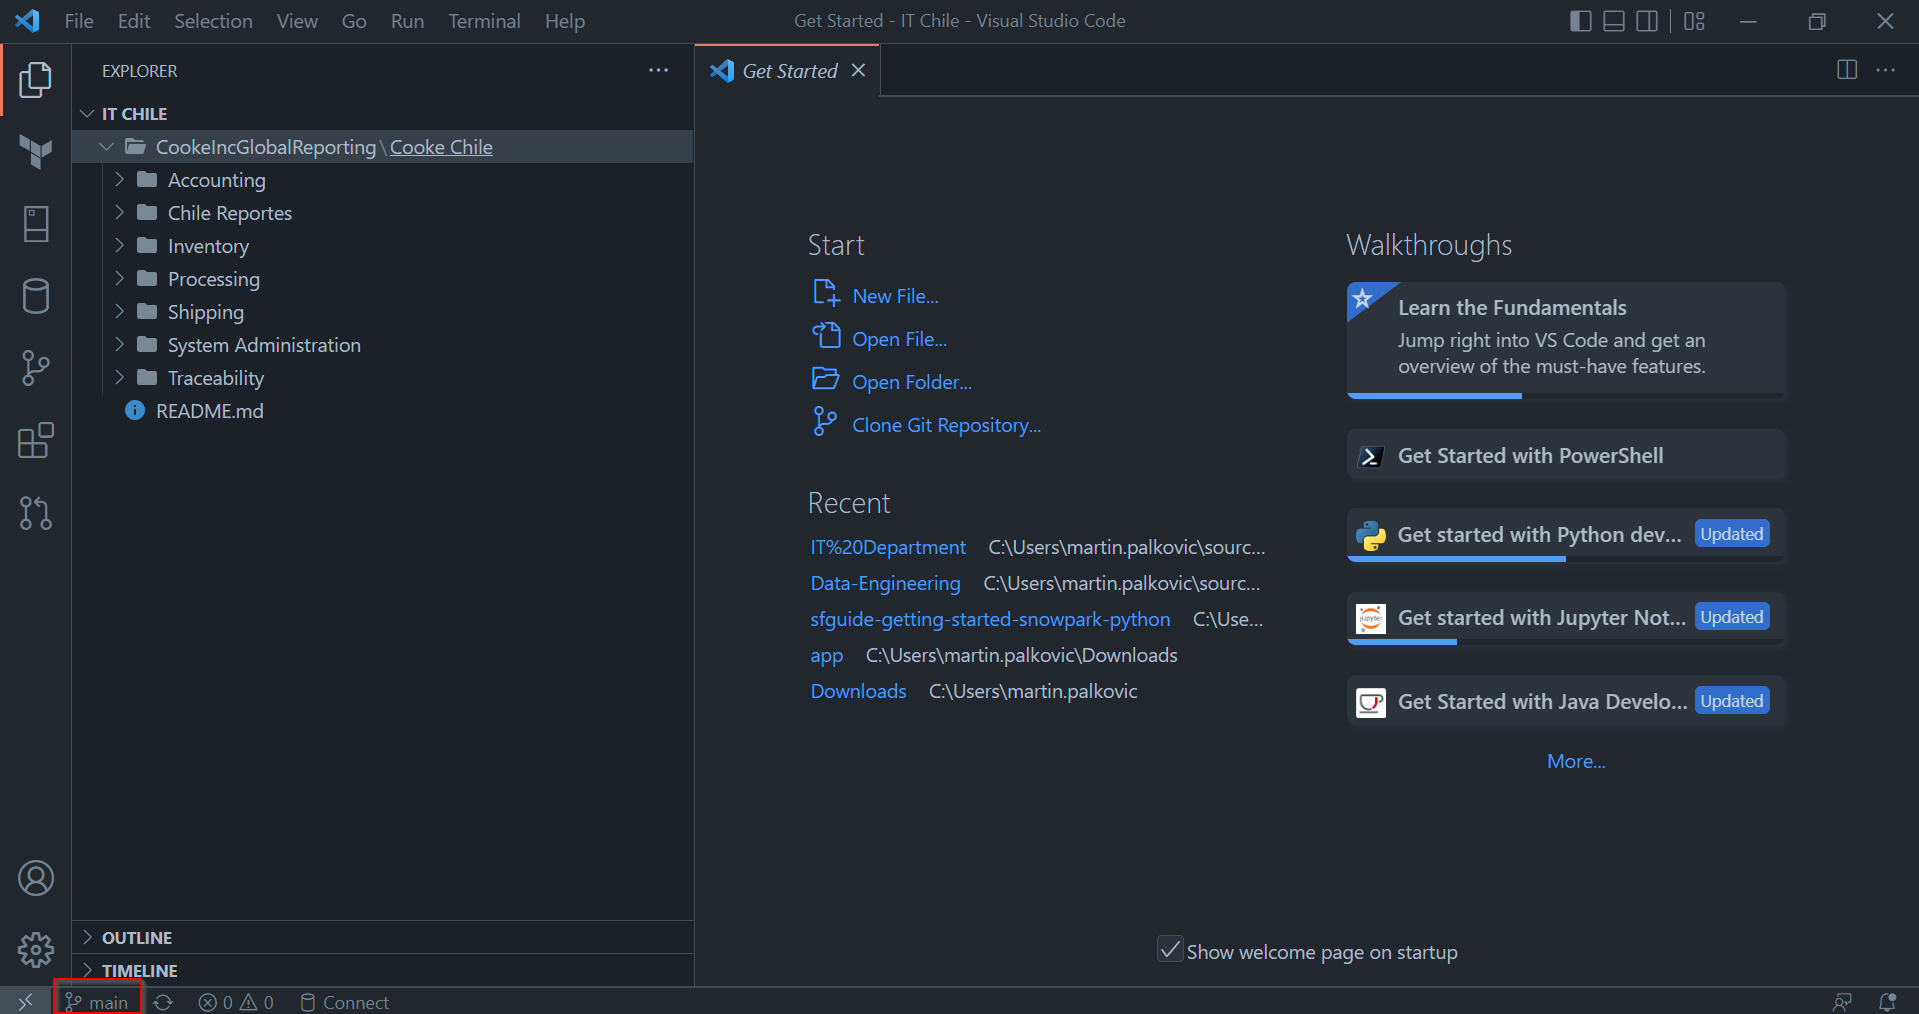 File Edit Selection View Go Run Terminal Help
Get Started - IT Chile - Visual Studio Code
EXPLORER
IT CHILE
CookeIncGlobalReporting\Cooke Chile
Accounting
Chile Reportes
Inventory
Processing
Shipping
System Administration
Traceability
README.md
OUTLINE
TIMELINE
Get Started
Start
New File...
Open File...
Open Folder...
Clone Git Repository...
Recent
IT%20Department C:\Users\martin.palkovic\sourc...
Data-Engineering C:\Users\martin.palkovic\sourc...
sfguide-getting-started-snowpark-python C:\Use...
app C:\Users\martin.palkovic\Downloads
Downloads C:\Users\martin.palkovic
Walkthroughs
Learn the Fundamentals
Jump right into VS Code and get an
overview of the must-have features.
Get Started with PowerShell
Get started with Python dev... Updated
jupyter
Get started with Jupyter Not... Updated
Get Started with Java Develo... Updated
More...
Show welcome page on startup
main 0 0 Connect